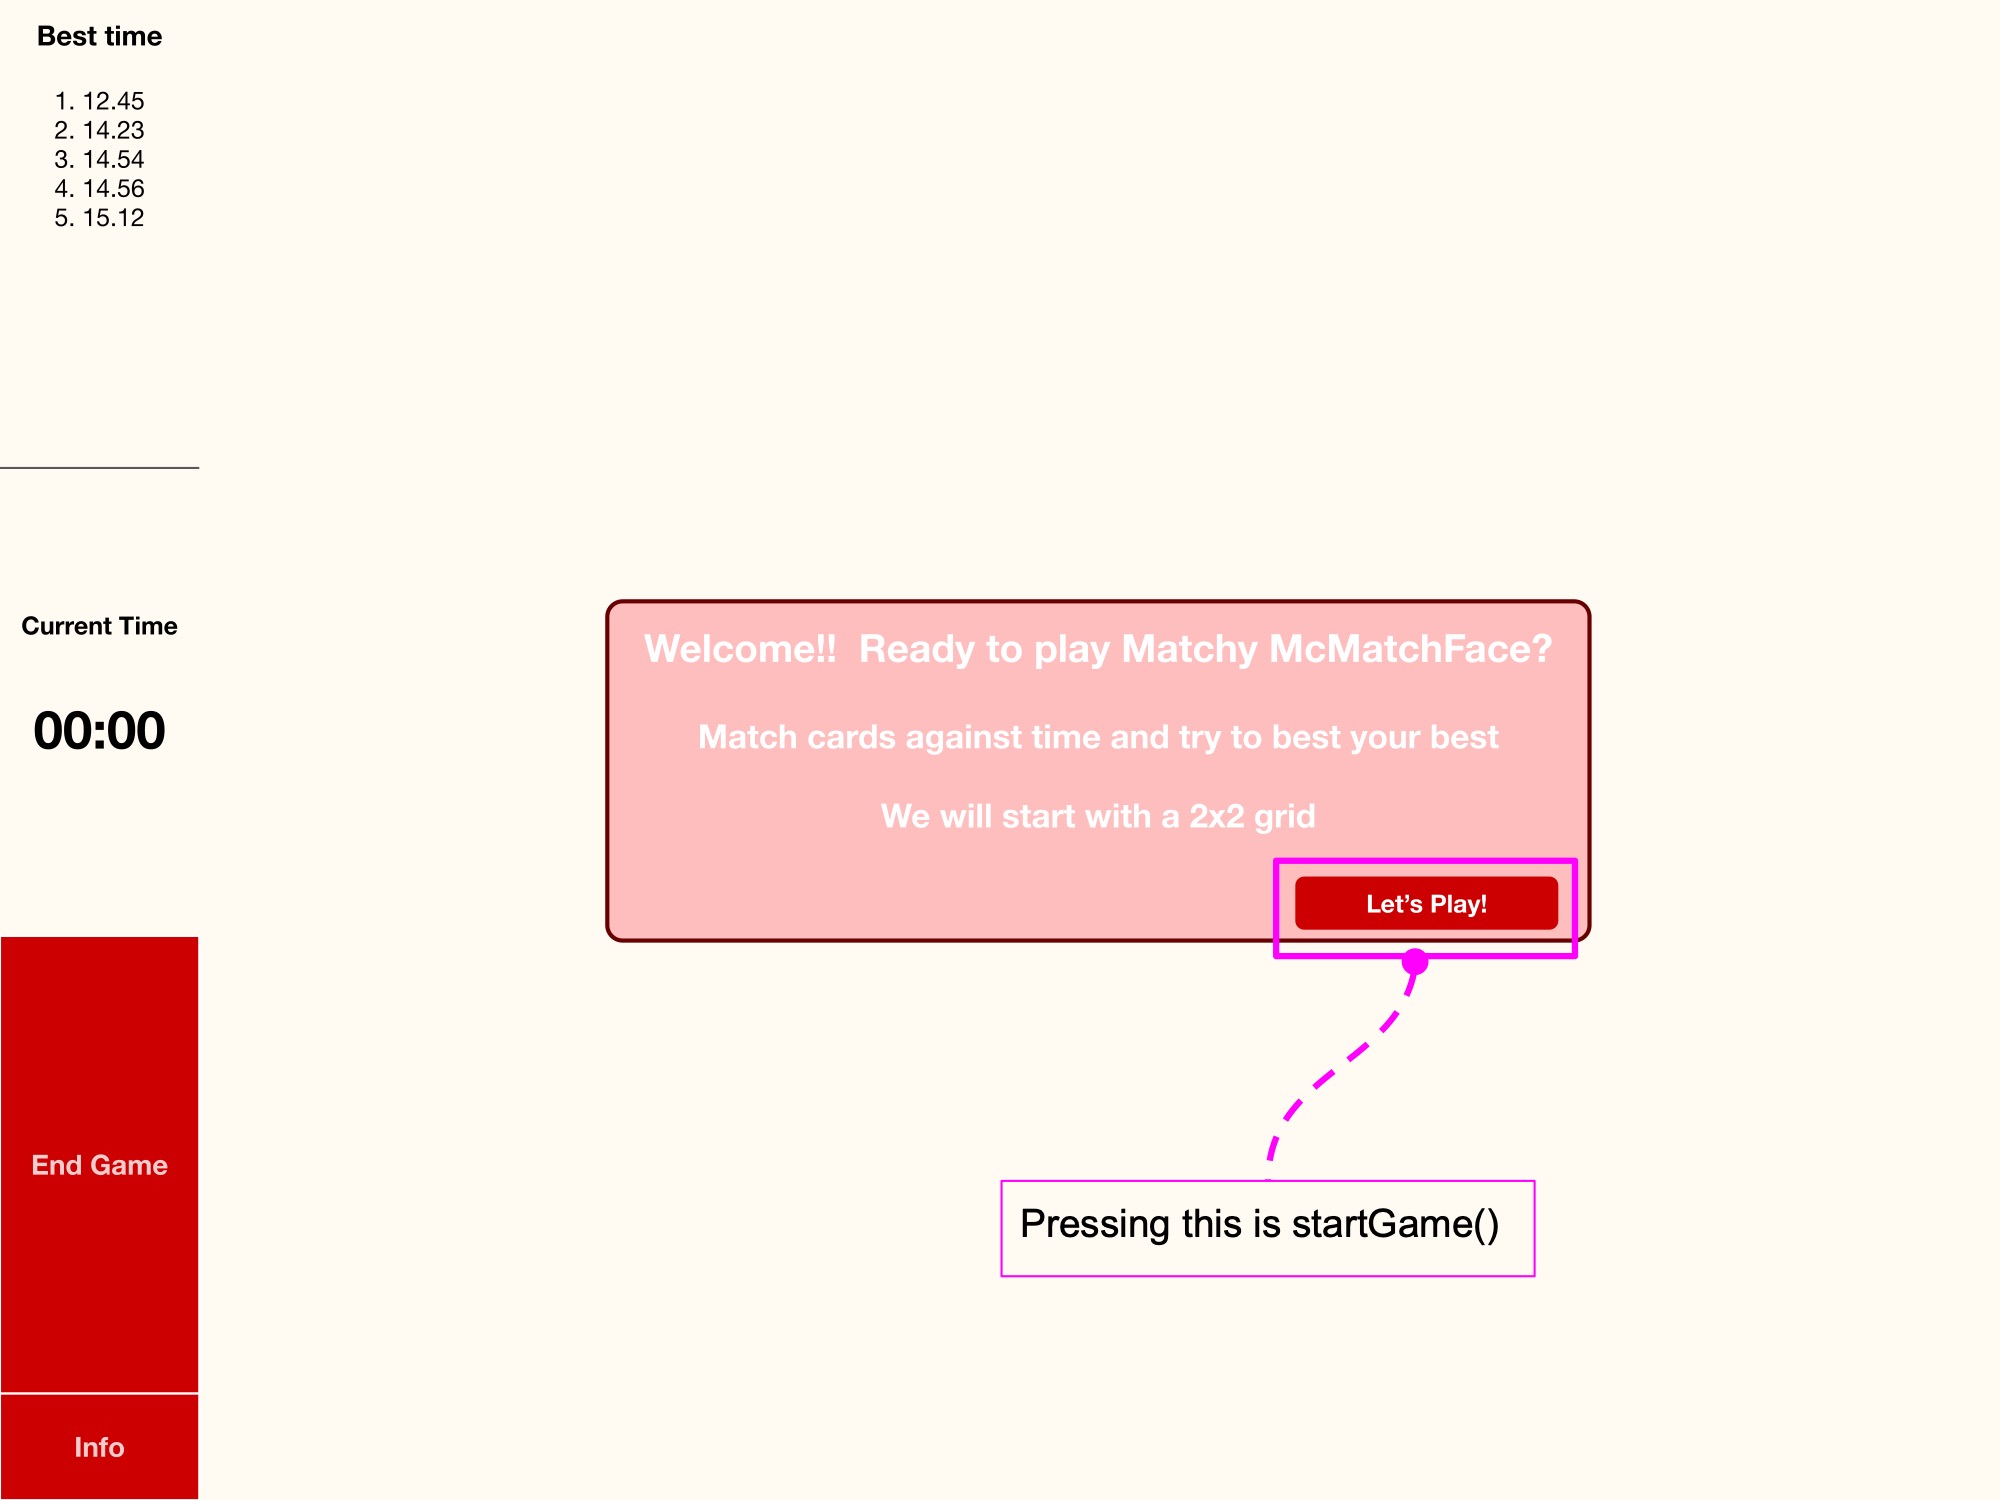 Best time
1. 12.45
2. 14.23
3. 14.54
4. 14.56
5. 15.12
Current Time
00:00
End Game
Info
Welcome!!  Ready to play Matchy McMatchFace?
Match cards against time and try to best your best
We will start with a 2x2 grid
Let’s Play!
Pressing this is startGame()